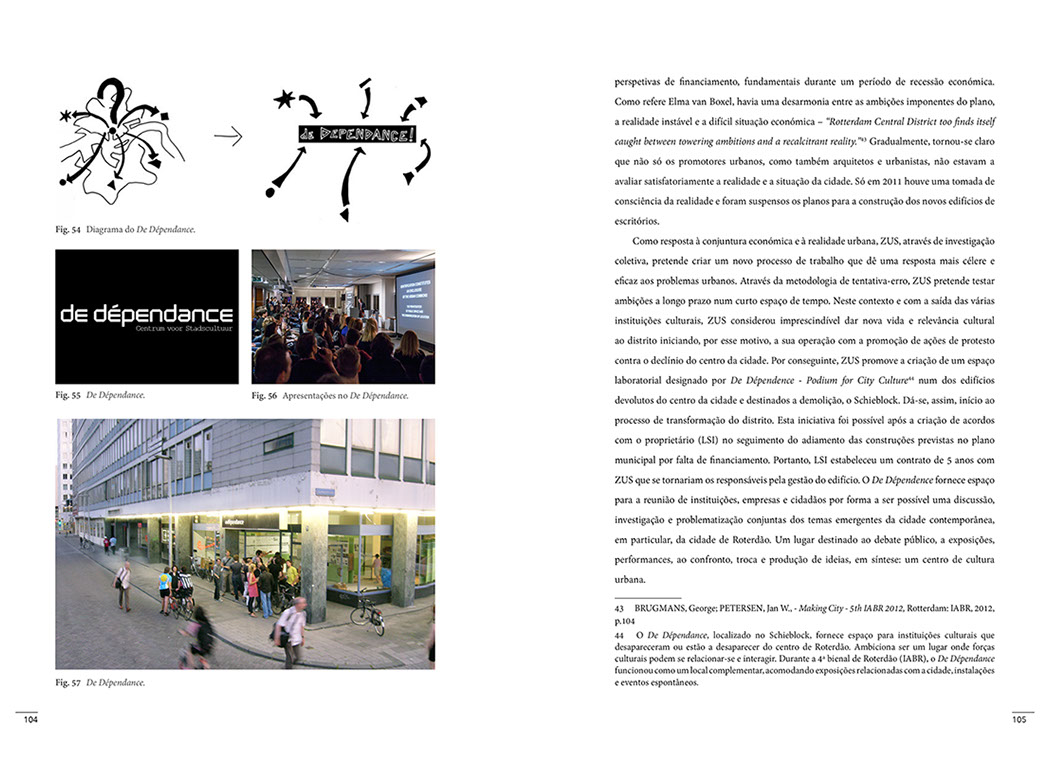 de DEPENDANCE!
Fig. 54 Diagrama do De Dépendance.
de dépendance
Centrum voor Stadscultuur
Fig. 55 De Dépendance.
Fig. 56 Apresentações no De Dépendance.
dépendance
Fig. 57 De Dépendance.
104
perspetivas de financiamento, fundamentais durante um período de recessão económica.
Como refere Elma van Boxel, havia uma desarmonia entre as ambições imponentes do plano,
a realidade instável e a difícil situação económica – "Rotterdam Central District too finds itself
caught between towering ambitions and a recalcitrant reality."43 Gradualmente, tornou-se claro
que não só os promotores urbanos, como também arquitetos e urbanistas, não estavam a
avaliar satisfatoriamente a realidade e a situação da cidade. Só em 2011 houve uma tomada de
consciência da realidade e foram suspensos os planos para a construção dos novos edifícios de
escritórios.
Como resposta à conjuntura económica e à realidade urbana, ZUS, através de investigação
coletiva, pretende criar um novo processo de trabalho que dê uma resposta mais célere e
eficaz aos problemas urbanos. Através da metodologia de tentativa-erro, ZUS pretende testar
ambições a longo prazo num curto espaço de tempo. Neste contexto e com a saída das várias
instituições culturais, ZUS considerou imprescindível dar nova vida e relevância cultural
ao distrito iniciando, por esse motivo, a sua operação com a promoção de ações de protesto
contra o declínio do centro da cidade. Por conseguinte, ZUS promove a criação de um espaço
laboratorial designado por De Dépendence - Podium for City Culture44 num dos edifícios
devolutos do centro da cidade e destinados a demolição, o Schieblock. Dá-se, assim, início ao
processo de transformação do distrito. Esta iniciativa foi possível após a criação de acordos
com o proprietário (LSI) no seguimento do adiamento das construções previstas no plano
municipal por falta de financiamento. Portanto, LSI estabeleceu um contrato de 5 anos com
ZUS que se tornariam os responsáveis pela gestão do edifício. O De Dépendence fornece espaço
para a reunião de instituições, empresas e cidadãos por forma a ser possível uma discussão,
investigação e problematização conjuntas dos temas emergentes da cidade contemporânea,
em particular, da cidade de Roterdão. Um lugar destinado ao debate público, a exposições,
performances, ao confronto, troca e produção de ideias, em síntese: um centro de cultura
urbana.
43 BRUGMANS, George; PETERSEN, Jan W., - Making City - 5th IABR 2012, Rotterdam: IABR, 2012,
p.104
44 O De Dépendance, localizado no Schieblock, fornece espaço para instituições culturais que
desapareceram ou estão a desaparecer do centro de Roterdão. Ambiciona ser um lugar onde forças
culturais podem se relacionar-se e interagir. Durante a 4ª bienal de Roterdão (IABR), o De Dépendance
funcionou como um local complementar, acomodando exposições relacionadas com a cidade, instalações
e eventos espontâneos.
105